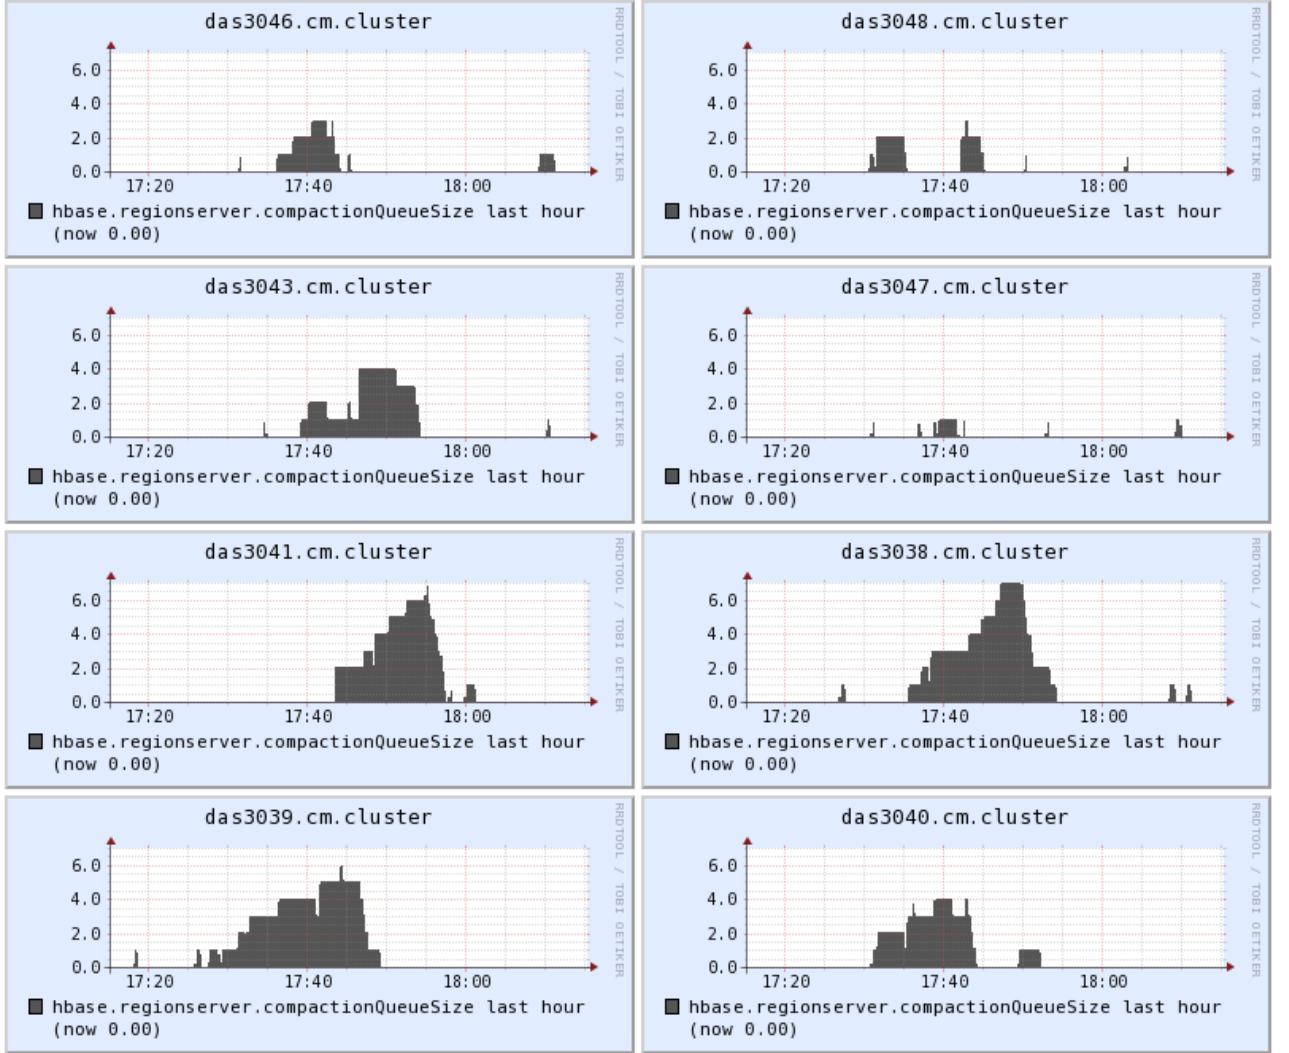 das3046.cm.cluster
RRDTOOL / TOBI OETIKER
6.0
4.0
2.0
0.0
17:20 17:40 18:00
hbase.regionserver.compactionQueueSize last hour
(now 0.00)
das3048.cm.cluster
RRDTOOL / TOBI OETIKER
6.0
4.0
2.0
0.0
17:20 17:40 18:00
hbase.regionserver.compactionQueueSize last hour
(now 0.00)
das3043.cm.cluster
RRDTOOL / TOBI OETIKER
6.0
4.0
2.0
0.0
17:20 17:40 18:00
hbase.regionserver.compactionQueueSize last hour
(now 0.00)
das3047.cm.cluster
RRDTOOL / TOBI OETIKER
6.0
4.0
2.0
0.0
17:20 17:40 18:00
hbase.regionserver.compactionQueueSize last hour
(now 0.00)
das3041.cm.cluster
RRDTOOL / TOBI OETIKER
6.0
4.0
2.0
0.0
17:20 17:40 18:00
hbase.regionserver.compactionQueueSize last hour
(now 0.00)
das3038.cm.cluster
RRDTOOL / TOBI OETIKER
6.0
4.0
2.0
0.0
17:20 17:40 18:00
hbase.regionserver.compactionQueueSize last hour
(now 0.00)
das3039.cm.cluster
RRDTOOL / TOBI OETIKER
6.0
4.0
2.0
0.0
17:20 17:40 18:00
hbase.regionserver.compactionQueueSize last hour
(now 0.00)
das3040.cm.cluster
RRDTOOL / TOBI OETIKER
6.0
4.0
2.0
0.0
17:20 17:40 18:00
hbase.regionserver.compactionQueueSize last hour
(now 0.00)